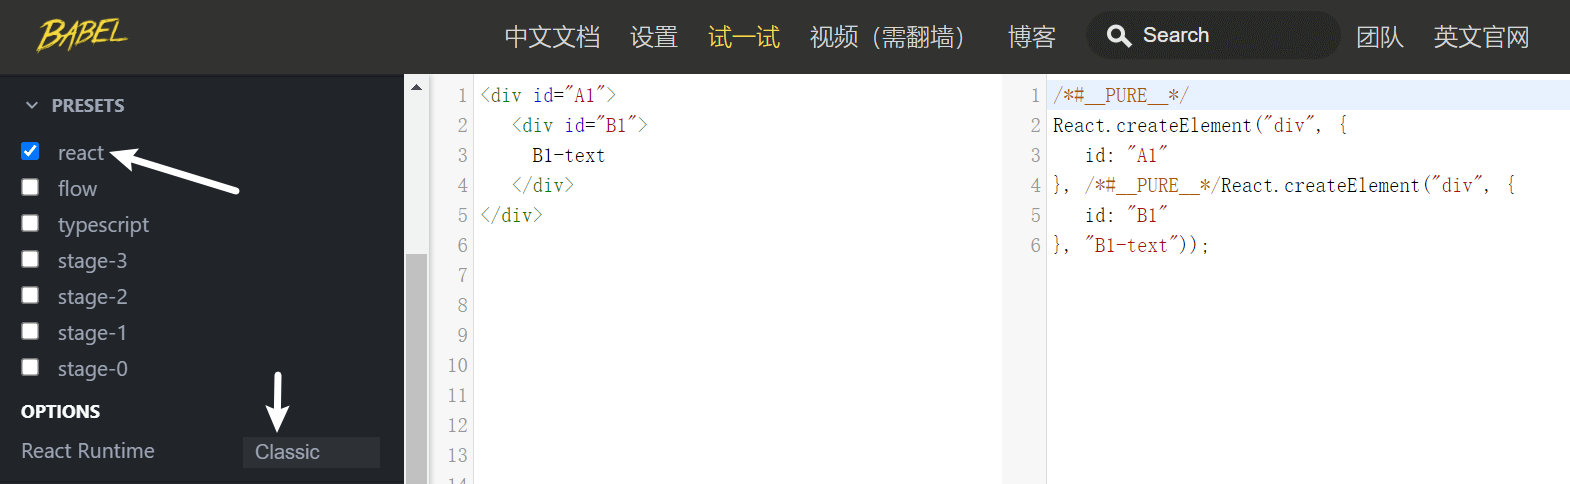 BABEL
中文文档 设置 试一试 视频（需翻墙） 博客 Search 团队 英文官网
PRESETS
react
flow
typescript
stage-3
stage-2
stage-1
stage-0
OPTIONS
React Runtime Classic
1 <div id="A1">
2 <div id="B1">
3 B1-text
4 </div>
5 </div>
6
7
8
9
10
11
12
13
14
1 /*#__PURE__*/
2 React.createElement("div", {
3 id: "A1"
4 }, /*#__PURE__*/React.createElement("div", {
5 id: "B1"
6 }, "B1-text"));